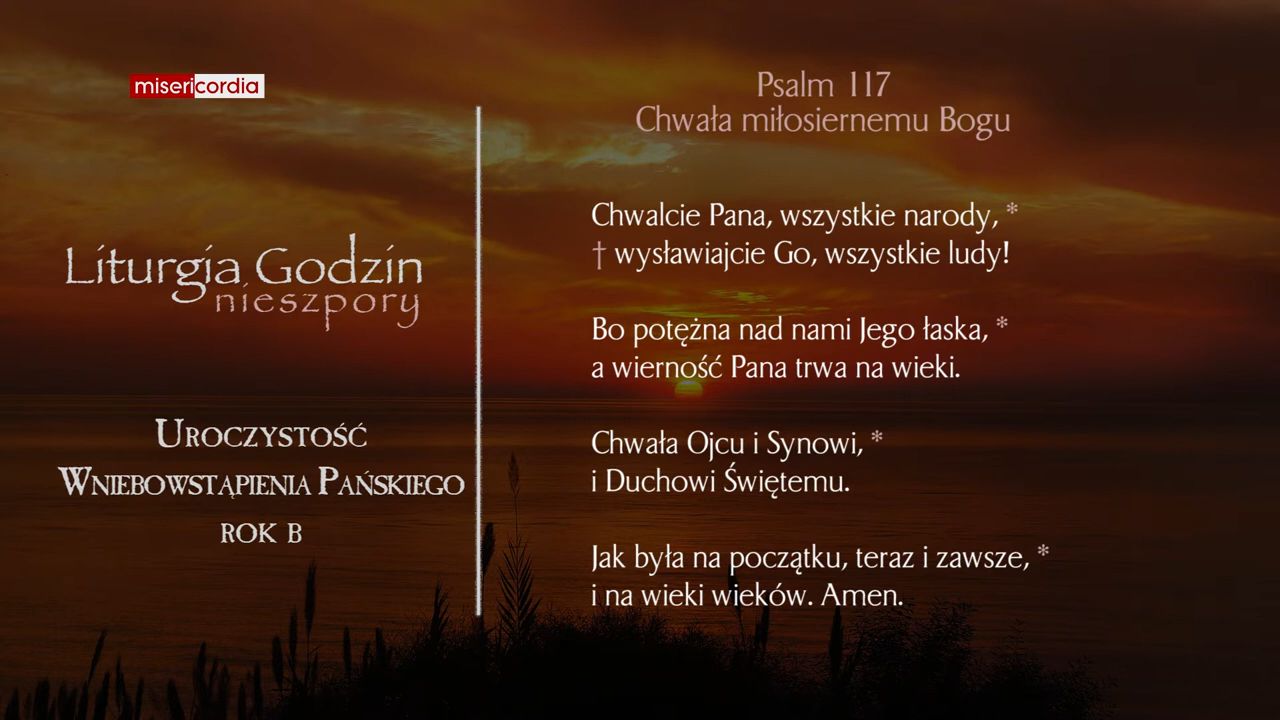 misericordia
Liturgia Godzin
nieszpory
Uroczystość
Wniebowstąpienia Pańskiego
rok B
Psalm 117
Chwała miłosiernemu Bogu
Chwalcie Pana, wszystkie narody, *
† wysławiajcie Go, wszystkie ludy!
Bo potężna nad nami Jego łaska, *
a wierność Pana trwa na wieki.
Chwała Ojcu i Synowi, *
i Duchowi Świętemu.
Jak była na początku, teraz i zawsze, *
i na wieki wieków. Amen.